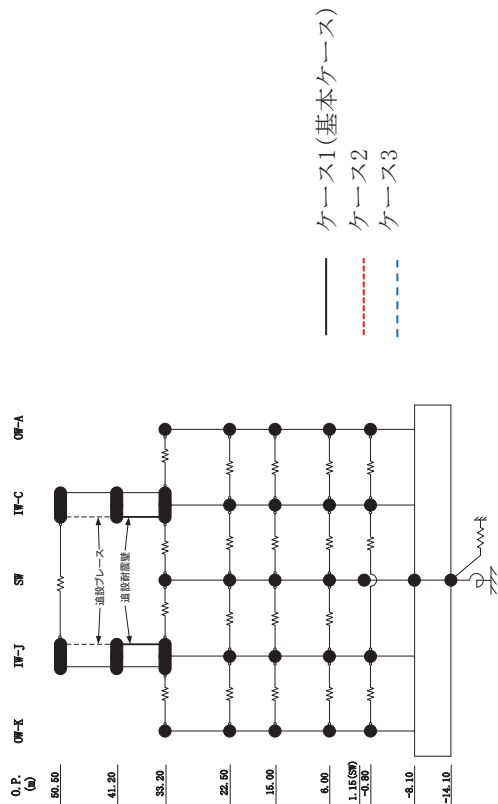 O.P.
(m)
OW-K
IW-J
SW
IW-C
OW-A
50.50
41.20
33.20
22.50
15.00
6.00
1.15(SW)
-0.80
-8.10
-14.10
追設ブレース
追設耐震壁
ケース1(基本ケース)
ケース2
ケース3